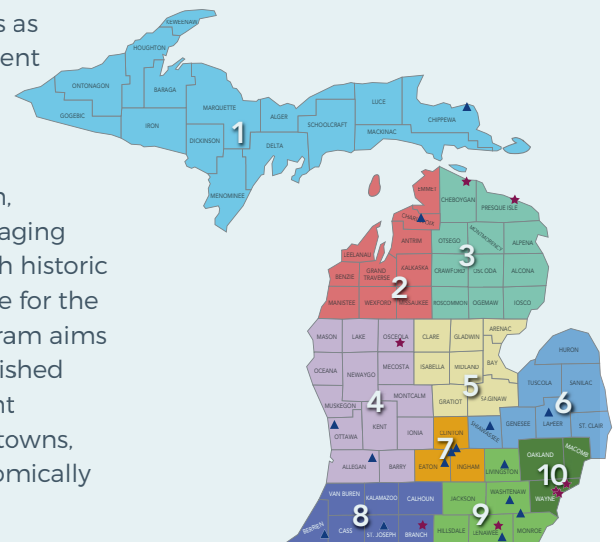 s as
ent
n,
aging
h historic
e for the
ram aims
ished
nt
towns,
omically
KEWEENAW
HOUGHTON
ONTONAGON
BARAGA
GOGEBIC
IRON
MARQUETTE
DICKINSON
MENOMINEE
1
ALGER
DELTA
SCHOOLCRAFT
LUCE
MACKINAC
CHIPPEWA
EMMET
CHARLEVOIX
ANTRIM
LEELANAU
BENZIE
GRAND
TRAVERSE
KALKASKA
2
MANISTEE
WEXFORD
MISSAUKEE
CHEBOYGAN
PRESQUE ISLE
OTSEGO
MONTMORENCY
ALPENA
3
CRAWFORD
OSCODA
ALCONA
ROSCOMMON
OGEMAW
IOSCO
MASON
LAKE
OSCEOLA
OCEANA
NEWAYGO
MECOSTA
MUSKEGON
MONTCALM
4
OTTAWA
KENT
IONIA
ALLEGAN
BARRY
CLARE
GLADWIN
ARENAC
ISABELLA
MIDLAND
BAY
5
GRATIOT
SAGINAW
HURON
TUSCOLA
SANILAC
6
SHIAWASSEE
GENESEE
LAPEER
ST. CLAIR
CLINTON
7
EATON
INGHAM
LIVINGSTON
OAKLAND
MACOMB
10
WAYNE
VAN BUREN
KALAMAZOO
CALHOUN
8
BERRIEN
CASS
ST. JOSEPH
BRANCH
JACKSON
WASHTENAW
9
HILLSDALE
LENAWEE
MONROE